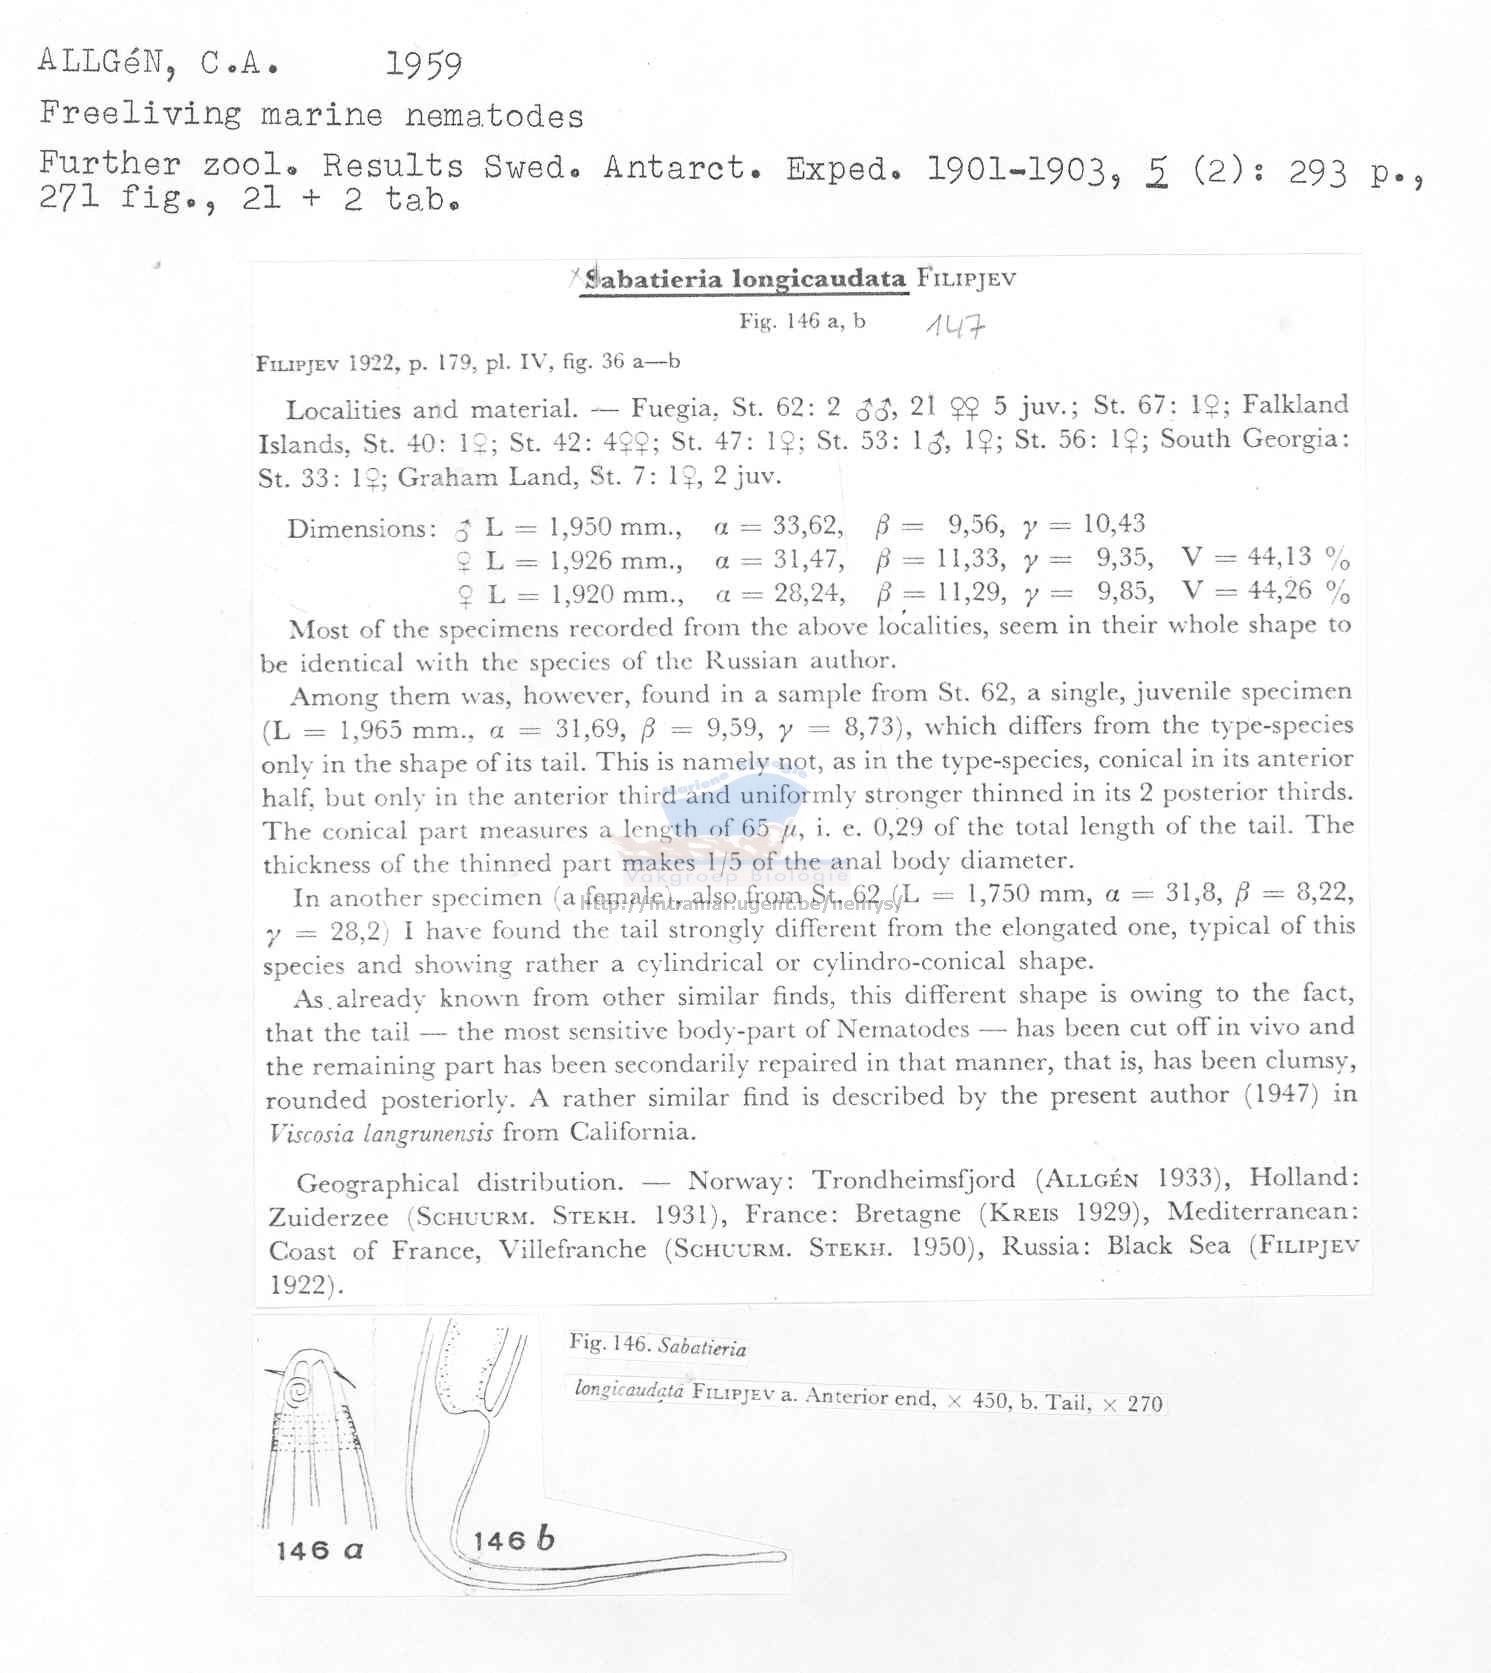 ALLGéN, C.A. 1959
Freeliving marine nematodes
Further zool. Results Swed. Antarct. Exped. 1901-1903, 5 (2): 293 p.,
271 fig., 21 + 2 tab.
Sabatieria longicaudata FILIPJEV
Fig. 146 a, b 147
FILIPJEV 1922, p. 179, pl. IV, fig. 36 a—b
Localities and material. — Fuegia, St. 62: 2 ♂♂, 21 ♀♀ 5 juv.; St. 67: 1♀; Falkland
Islands, St. 40: 1♀; St. 42: 4♀♀; St. 47: 1♀; St. 53: 1♂, 1♀; St. 56: 1♀; South Georgia:
St. 33: 1♀; Graham Land, St. 7: 1♀, 2 juv.
Dimensions: ♂ L = 1,950 mm., α = 33,62, β = 9,56, γ = 10,43
♀ L = 1,926 mm., α = 31,47, β = 11,33, γ = 9,35, V = 44,13 %
♀ L = 1,920 mm., α = 28,24, β = 11,29, γ = 9,85, V = 44,26 %
Most of the specimens recorded from the above localities, seem in their whole shape to
be identical with the species of the Russian author.
Among them was, however, found in a sample from St. 62, a single, juvenile specimen
(L = 1,965 mm., α = 31,69, β = 9,59, γ = 8,73), which differs from the type-species
only in the shape of its tail. This is namely not, as in the type-species, conical in its anterior
half, but only in the anterior third and uniformly stronger thinned in its 2 posterior thirds.
The conical part measures a length of 65 μ, i. e. 0,29 of the total length of the tail. The
thickness of the thinned part makes 1/5 of the anal body diameter.
Vakgroep Biologie
In another specimen (a female), also from St. 62 (L = 1,750 mm, α = 31,8, β = 8,22,
http://intramar.ugent.be/nemys/
γ = 28,2) I have found the tail strongly different from the elongated one, typical of this
species and showing rather a cylindrical or cylindro-conical shape.
As already known from other similar finds, this different shape is owing to the fact,
that the tail — the most sensitive body-part of Nematodes — has been cut off in vivo and
the remaining part has been secondarily repaired in that manner, that is, has been clumsy,
rounded posteriorly. A rather similar find is described by the present author (1947) in
Viscosia langrunensis from California.
Geographical distribution. — Norway: Trondheimsfjord (ALLGÉN 1933), Holland:
Zuiderzee (SCHUURM. STEKH. 1931), France: Bretagne (KREIS 1929), Mediterranean:
Coast of France, Villefranche (SCHUURM. STEKH. 1950), Russia: Black Sea (FILIPJEV
1922).
Fig. 146. Sabatieria
longicaudata FILIPJEV a. Anterior end, × 450, b. Tail, × 270
146 a
146 b